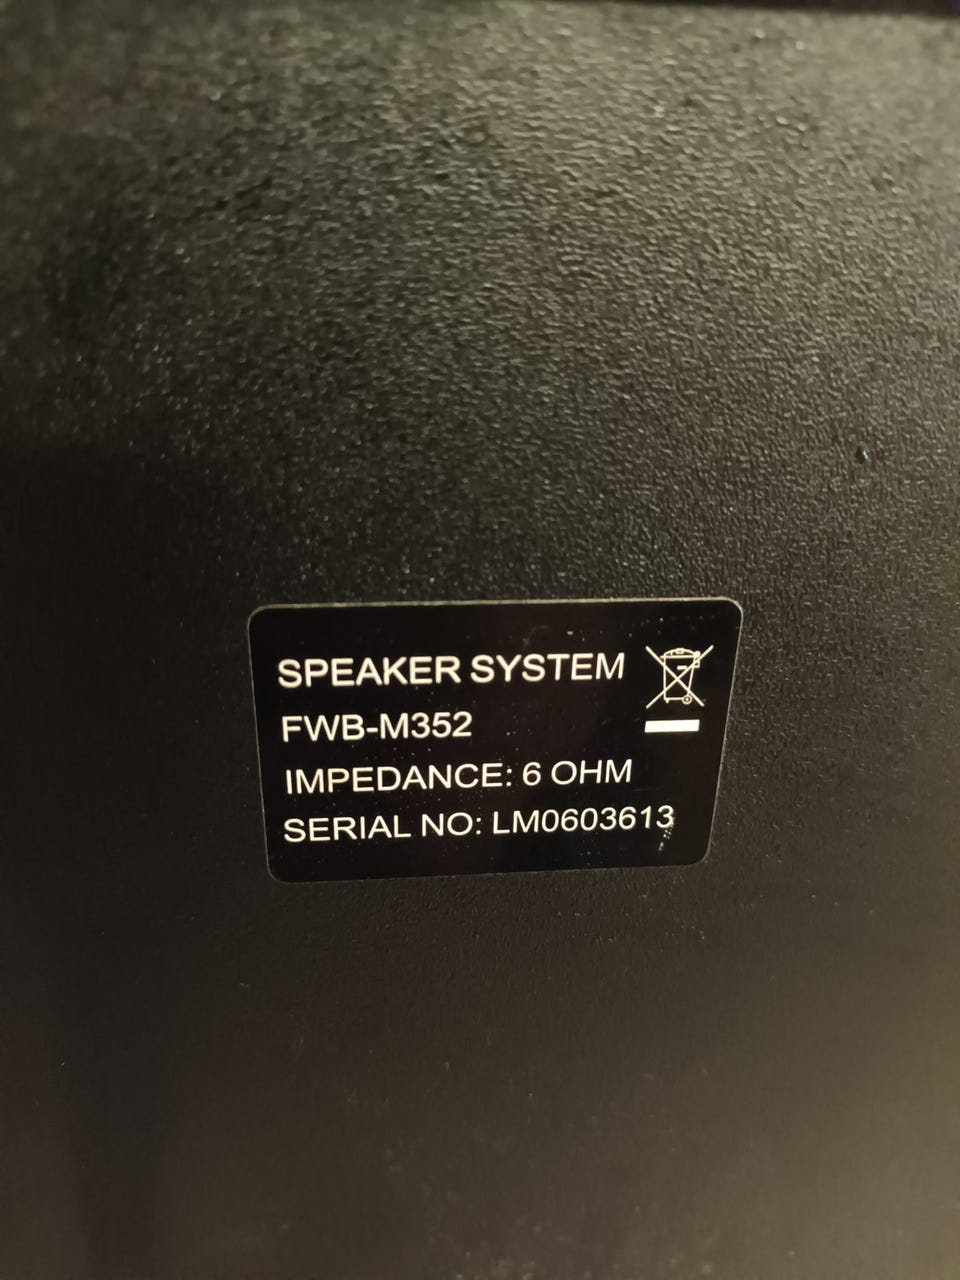 SPEAKER SYSTEM
FWB-M352
IMPEDANCE: 6 OHM
SERIAL NO: LM0603613